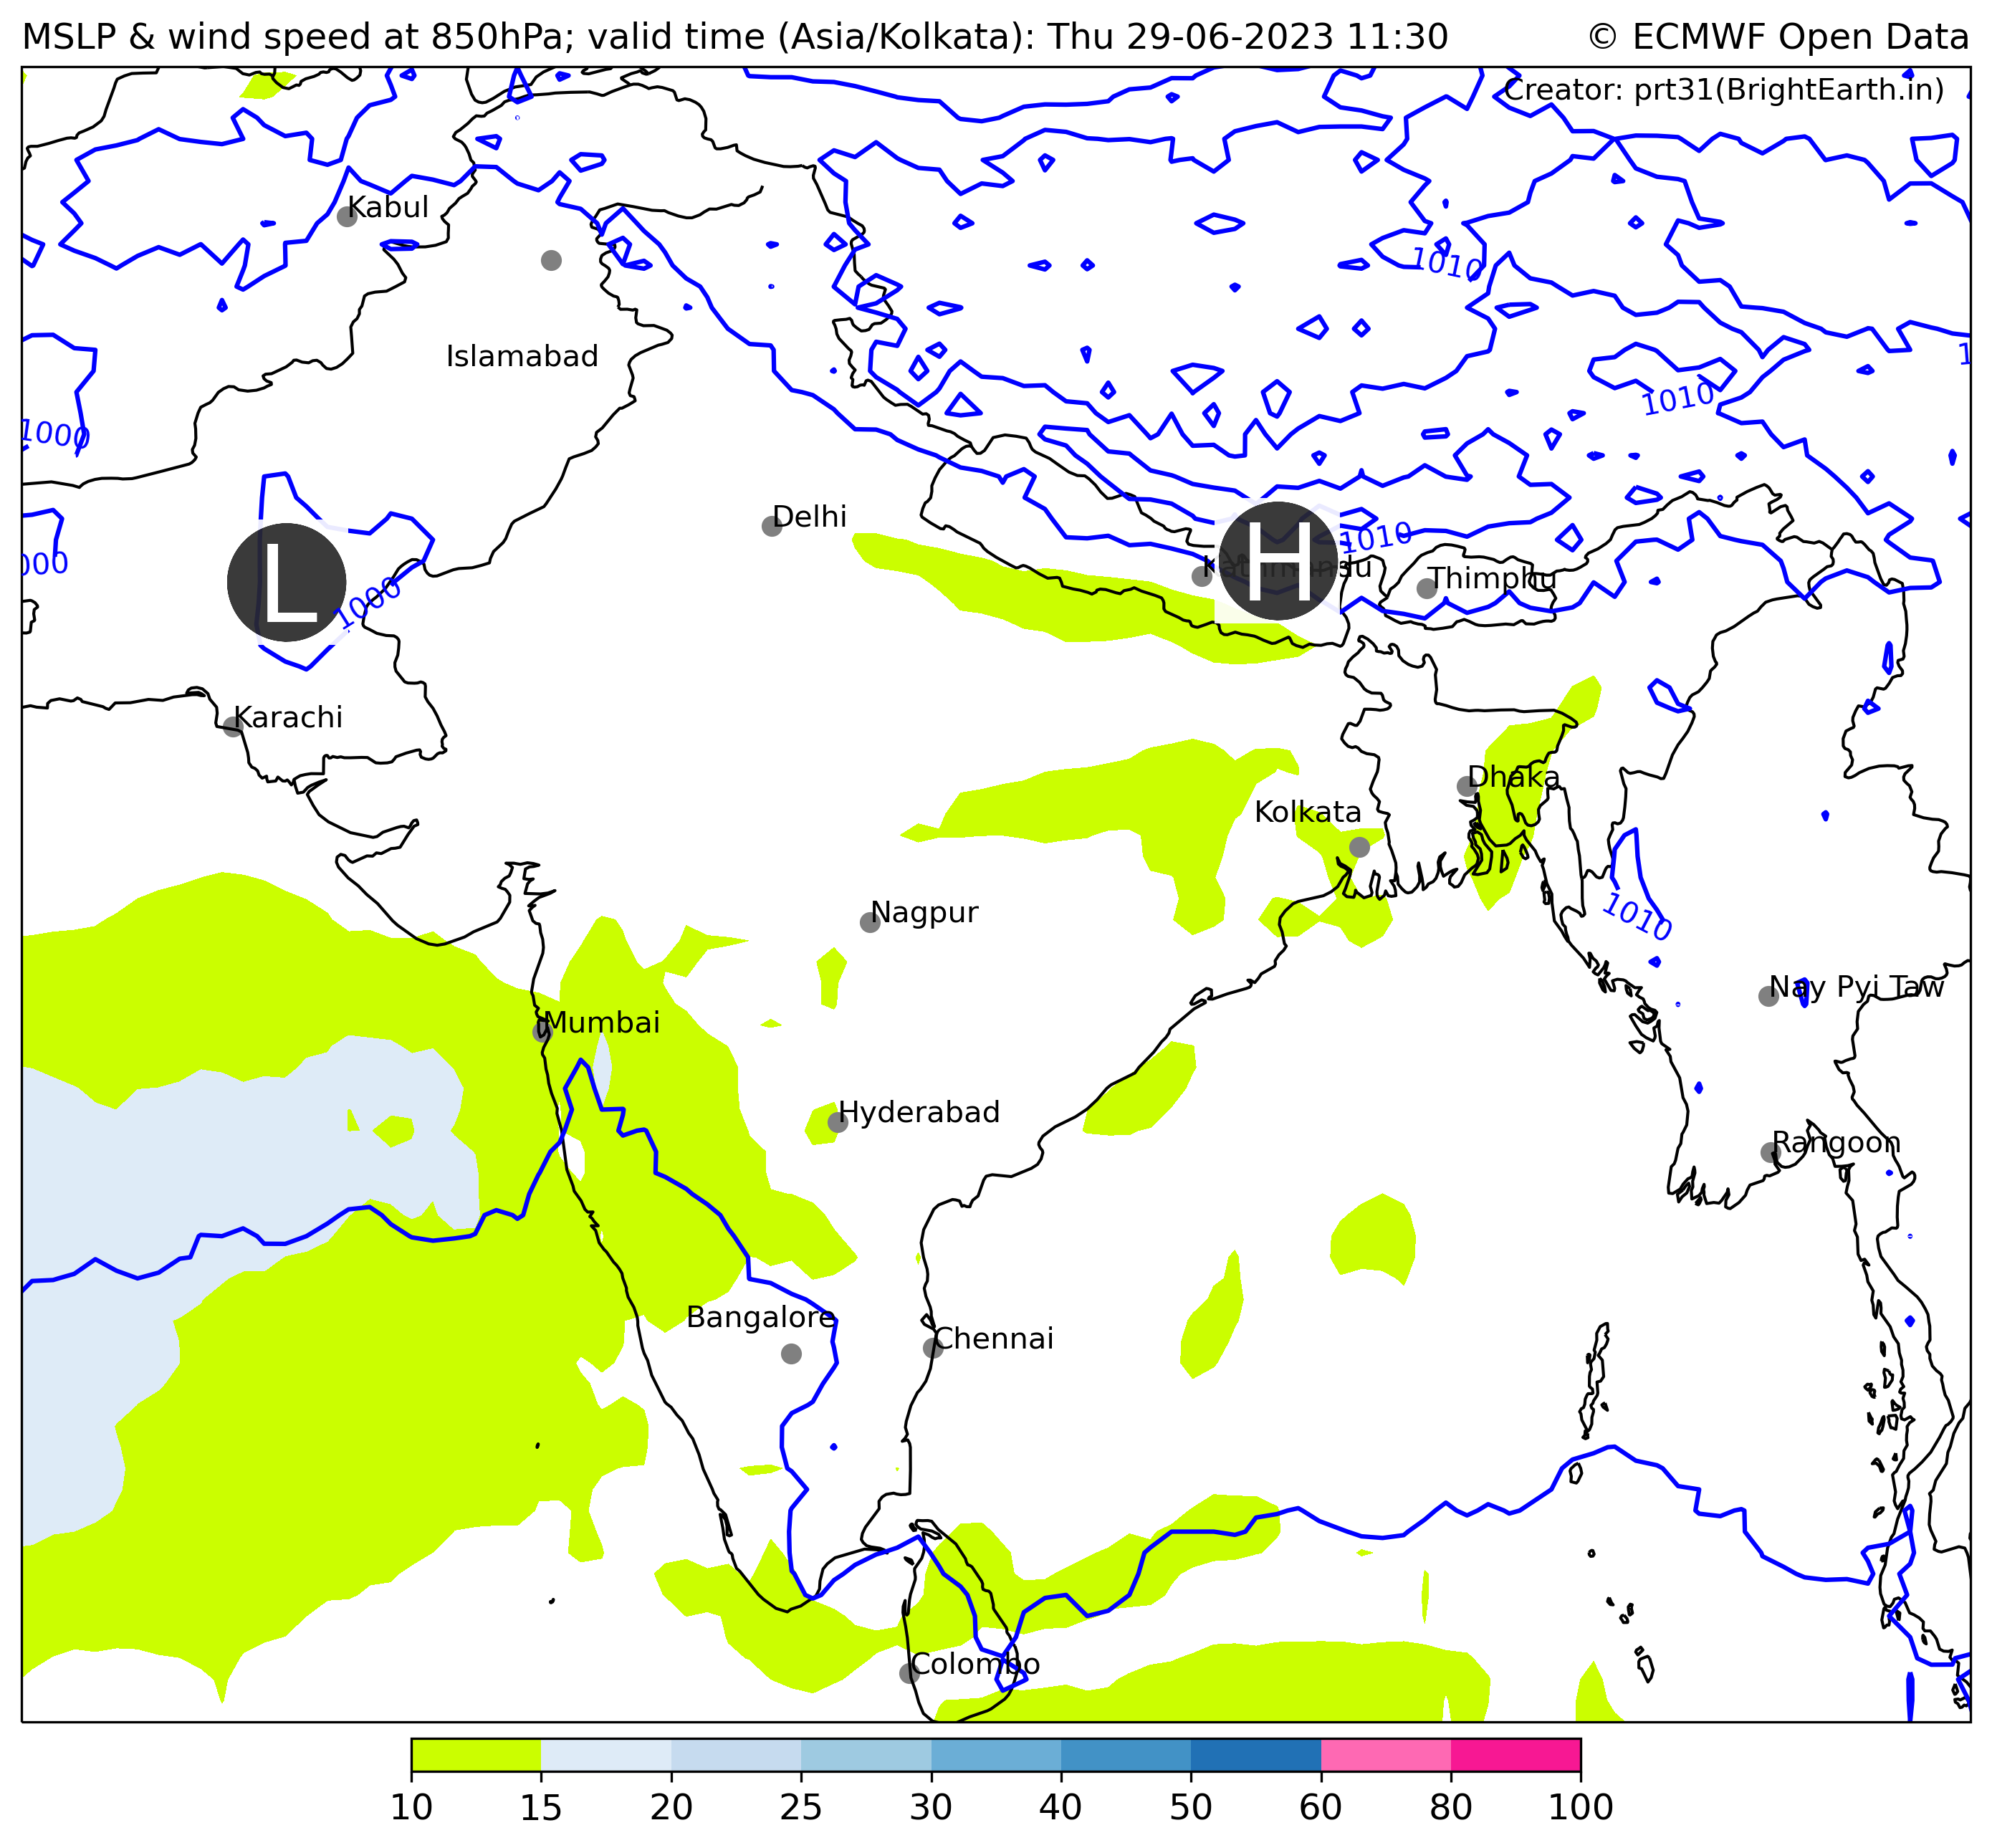 MSLP & wind speed at 850hPa; valid time (Asia/Kolkata): Thu 29-06-2023 11:30
© ECMWF Open Data
Creator: prt31(BrightEarth.in)
Kabul
1010
Islamabad
1010
1000
Delhi
1010
000
L
H
Thimphu
1000
Karachi
Dhaka
Kolkata
Nagpur
1010
Nay Pyi Taw
Mumbai
Hyderabad
Rangoon
Bangalore
Chennai
Colombo
10 15 20 25 30 40 50 60 80 100